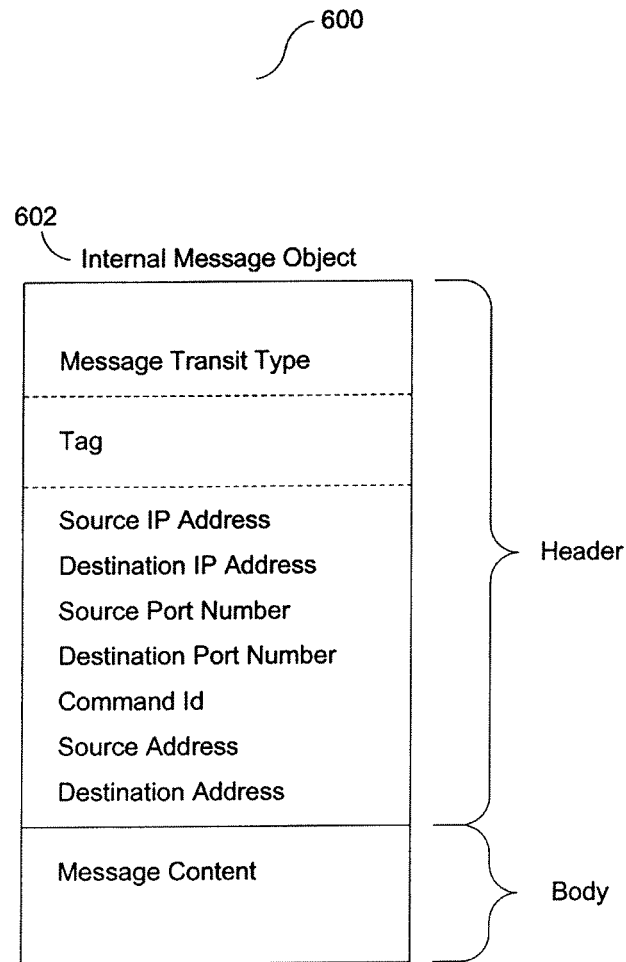 600
602
Internal Message Object
Message Transit Type
Tag
Source IP Address
Destination IP Address
Source Port Number
Destination Port Number
Command Id
Source Address
Destination Address
Header
Message Content
Body